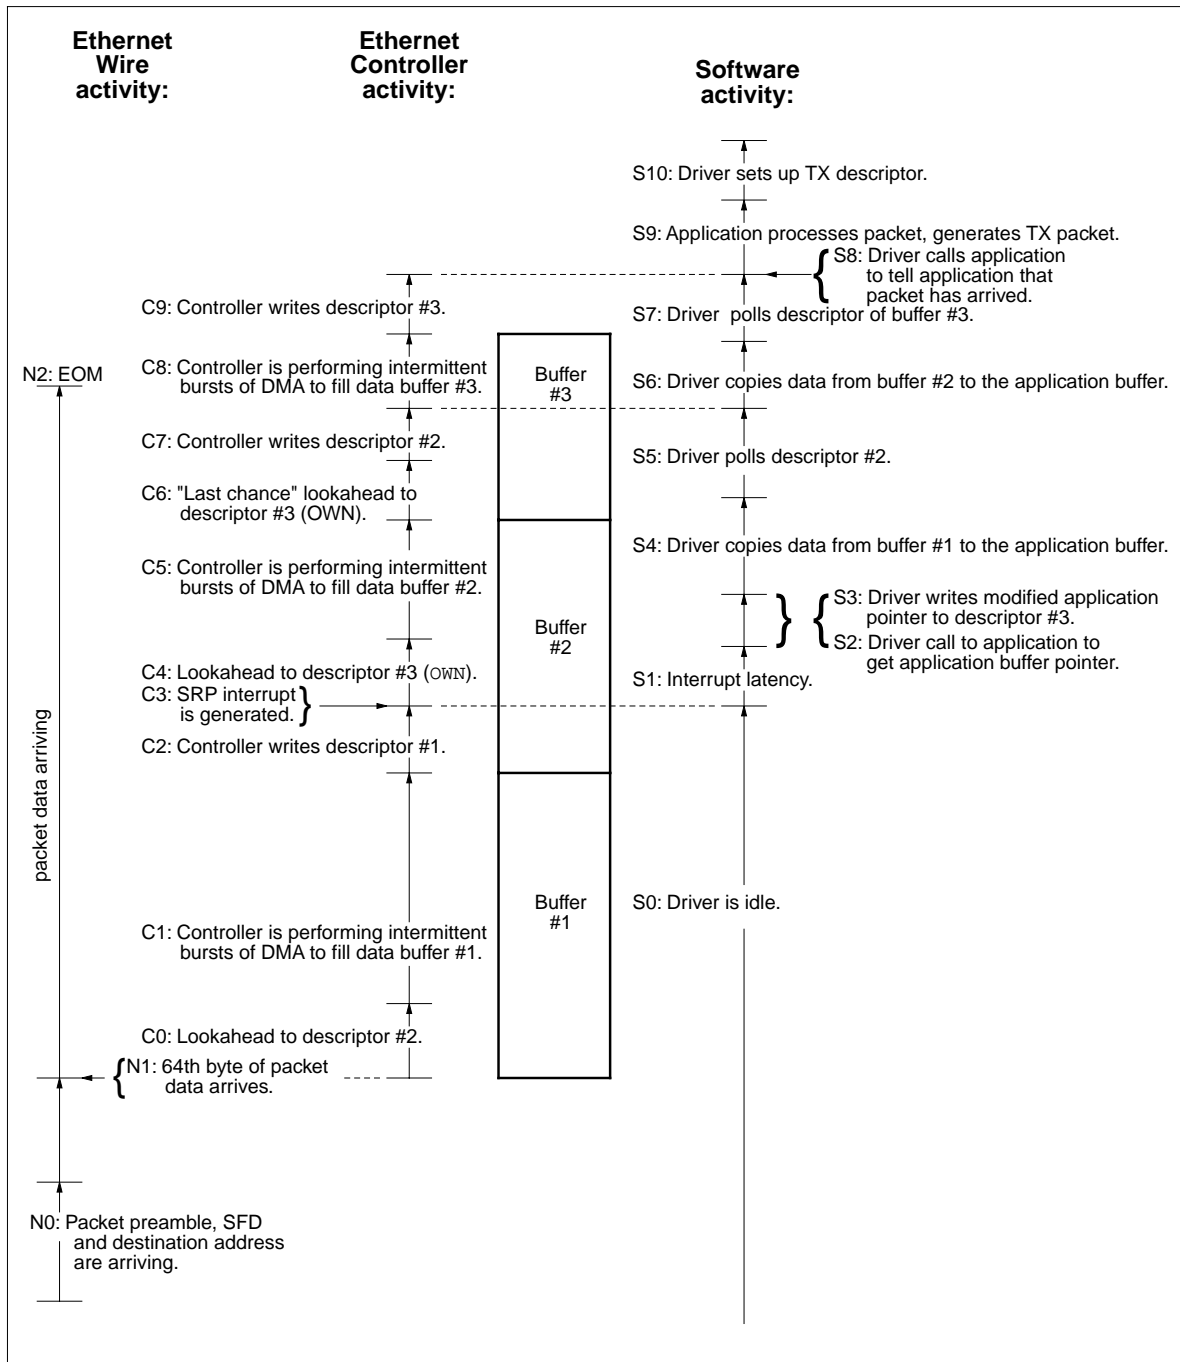 Ethernet
Wire
activity:
Ethernet
Controller
activity:
Software
activity:
S10: Driver sets up TX descriptor.
S9: Application processes packet, generates TX packet.
S8: Driver calls application
to tell application that
packet has arrived.
C9: Controller writes descriptor #3.
S7: Driver polls descriptor of buffer #3.
N2: EOM
C8: Controller is performing intermittent
bursts of DMA to fill data buffer #3.
Buffer
#3
S6: Driver copies data from buffer #2 to the application buffer.
C7: Controller writes descriptor #2.
S5: Driver polls descriptor #2.
C6: "Last chance" lookahead to
descriptor #3 (OWN).
S4: Driver copies data from buffer #1 to the application buffer.
C5: Controller is performing intermittent
bursts of DMA to fill data buffer #2.
S3: Driver writes modified application
pointer to descriptor #3.
Buffer
#2
S2: Driver call to application to
get application buffer pointer.
C4: Lookahead to descriptor #3 (OWN).
S1: Interrupt latency.
C3: SRP interrupt
is generated.
C2: Controller writes descriptor #1.
packet data arriving
Buffer
#1
S0: Driver is idle.
C1: Controller is performing intermittent
bursts of DMA to fill data buffer #1.
C0: Lookahead to descriptor #2.
N1: 64th byte of packet
data arrives.
N0: Packet preamble, SFD
and destination address
are arriving.